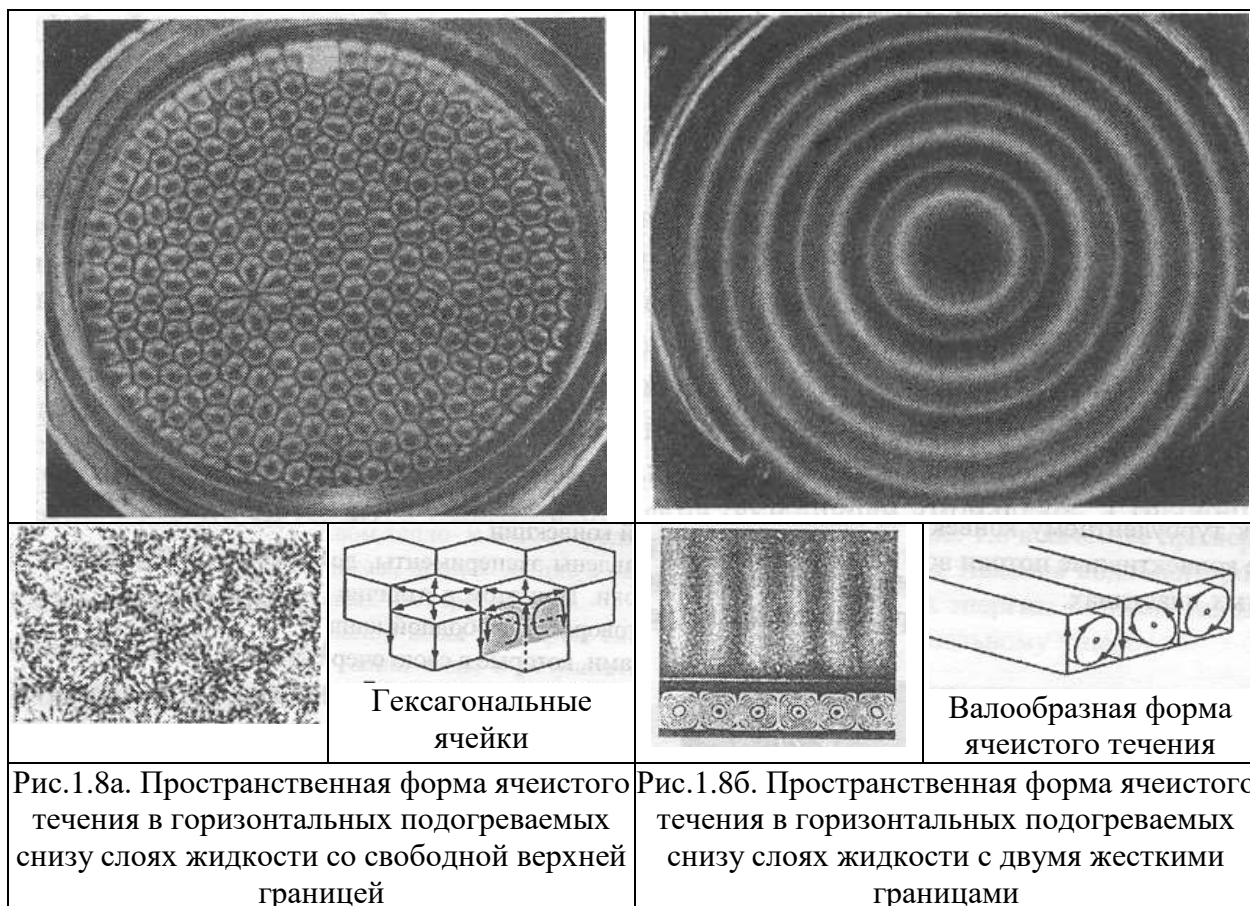 Гексагональные
ячейки
Валообразная форма
ячеистого течения
Рис.1.8а. Пространственная форма ячеистого
течения в горизонтальных подогреваемых
снизу слоях жидкости со свободной верхней
границей
Рис.1.8б. Пространственная форма ячеистого
течения в горизонтальных подогреваемых
снизу слоях жидкости с двумя жесткими
границами